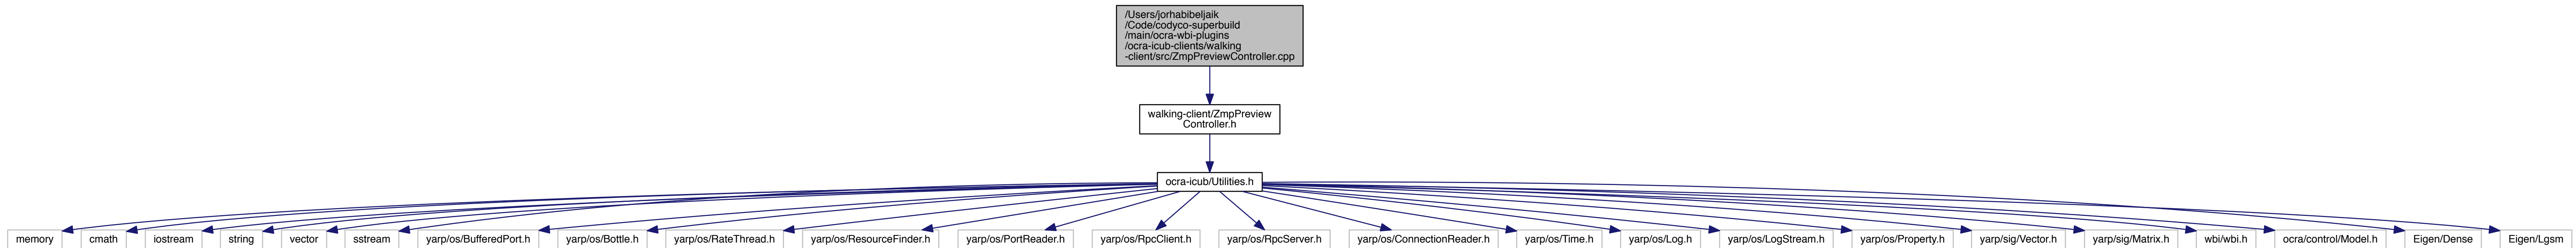 /Users/jorhabibeljaik
/Code/codyco-superbuild
/main/ocra-wbi-plugins
/ocra-icub-clients/walking
-client/src/ZmpPreviewController.cpp
walking-client/ZmpPreview
Controller.h
ocra-icub/Utilities.h
memory
cmath
iostream
string
vector
sstream
yarp/os/BufferedPort.h
yarp/os/Bottle.h
yarp/os/RateThread.h
yarp/os/ResourceFinder.h
yarp/os/PortReader.h
yarp/os/RpcClient.h
yarp/os/RpcServer.h
yarp/os/ConnectionReader.h
yarp/os/Time.h
yarp/os/Log.h
yarp/os/LogStream.h
yarp/os/Property.h
yarp/sig/Vector.h
yarp/sig/Matrix.h
wbi/wbi.h
ocra/control/Model.h
Eigen/Dense
Eigen/Lgsm